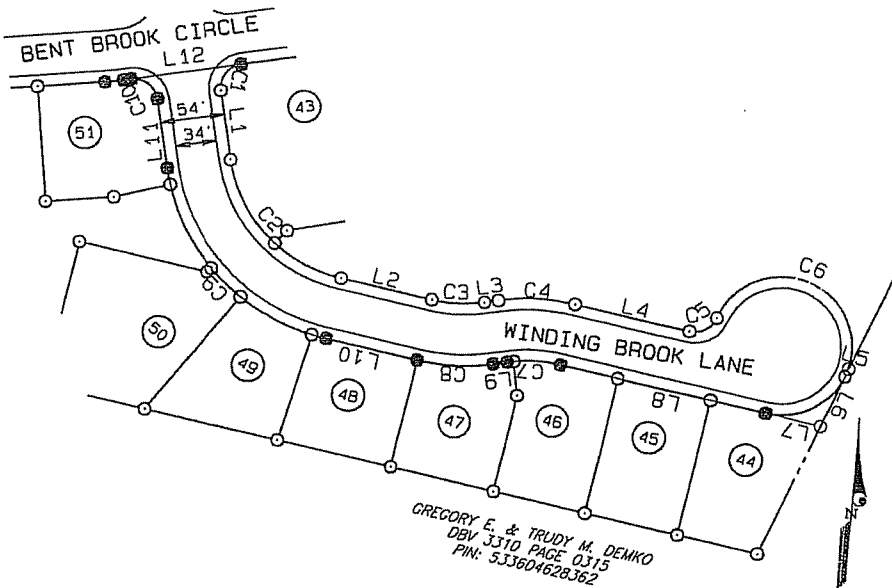 BENT BROOK CIRCLE
L12
C10
C1
54'
43
L11
L1
34'
51
C2
C6
L2
C3
L3
C4
L4
C5
C9
WINDING BROOK LANE
50
L5
L6
49
L10
C8
L9
C7
48
L8
47
46
L7
45
44
N
GREGORY E. & TRUDY M. DEMKO
DBV 3310 PAGE 0315
PIN: 533604628362